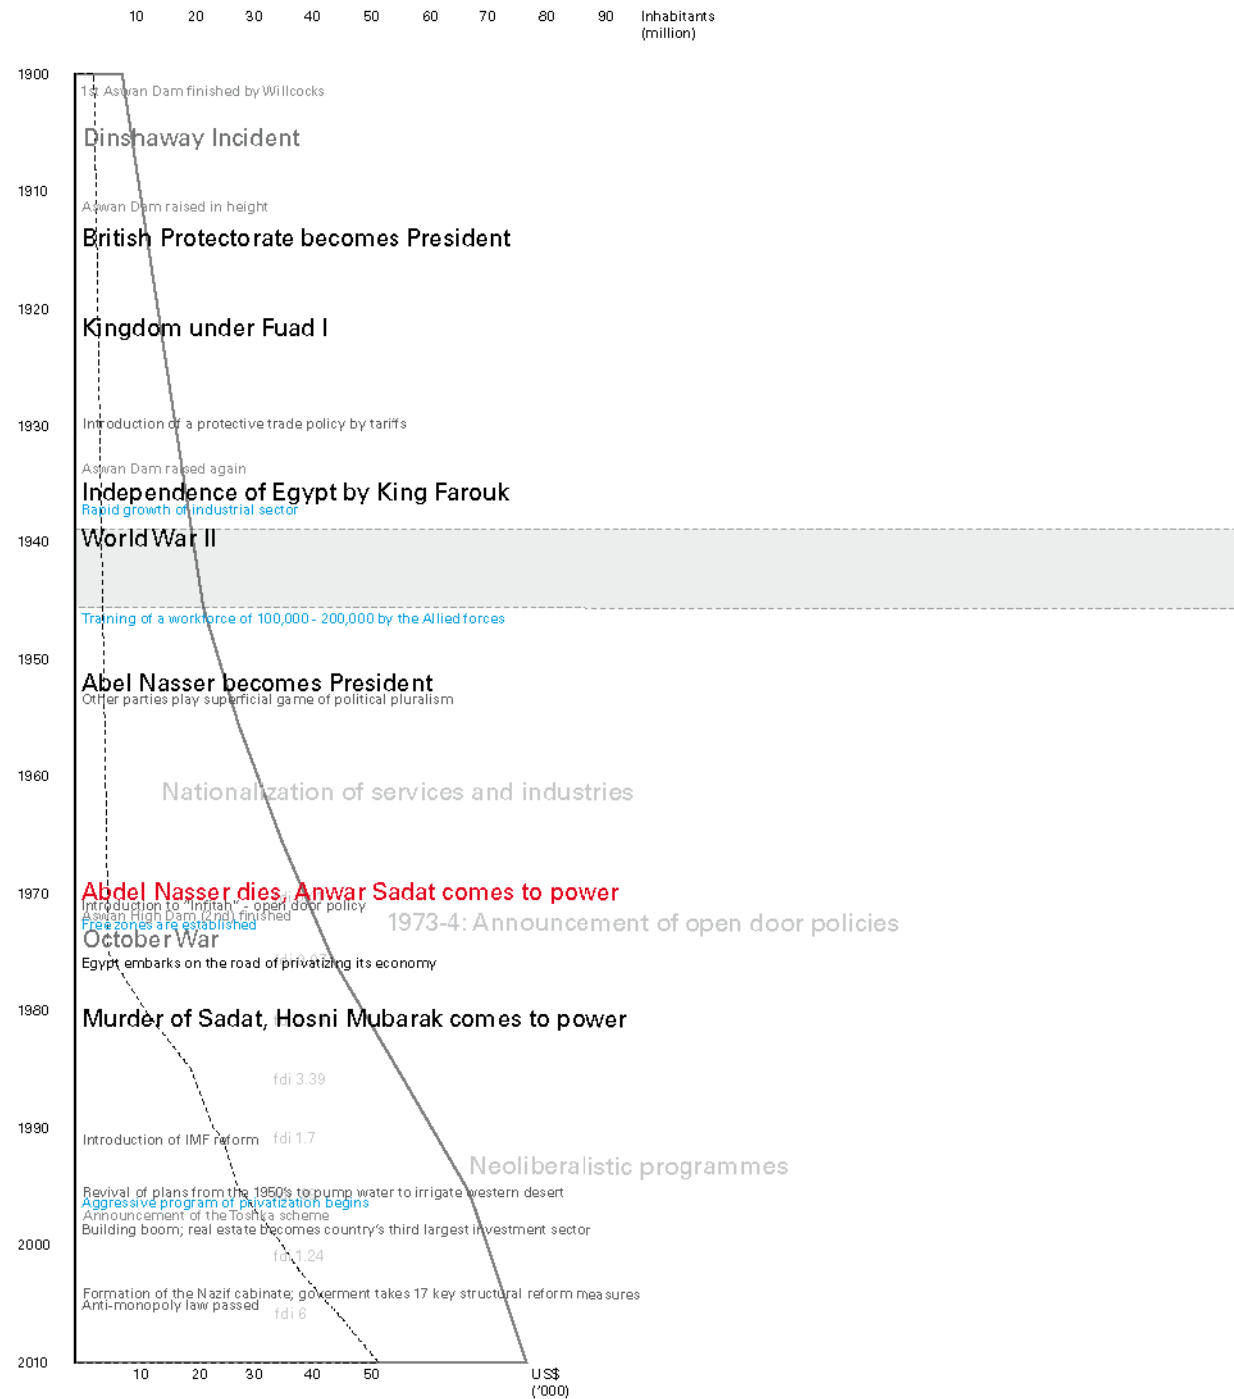 10 20 30 40 50 60 70 80 90 Inhabitants
(million)
1900
1st Aswan Dam finished by Willcocks
Dinshaway Incident
1910
Aswan Dam raised in height
British Protectorate becomes President
1920
Kingdom under Fuad I
1930
Introduction of a protective trade policy by tariffs
Aswan Dam raised again
Independence of Egypt by King Farouk
Rapid growth of industrial sector
1940
World War II
Training of a workforce of 100,000 - 200,000 by the Allied forces
1950
Abel Nasser becomes President
Other parties play superficial game of political pluralism
1960
Nationalization of services and industries
1970
Abdel Nasser dies, Anwar Sadat comes to power
fdi
Introduction to "Infitah" - open door policy
Aswan High Dam (2nd) finished
1973-4: Announcement of open door policies
Free zones are established
October War
Egypt embarks on the road of privatizing its economy
1980
Murder of Sadat, Hosni Mubarak comes to power
fdi 3.39
1990
Introduction of IMF reform
fdi 1.7
Neoliberalistic programmes
Revival of plans from the 1950's to pump water to irrigate western desert
Aggressive program of privatization begins
Announcement of the Toshka scheme
Building boom; real estate becomes country's third largest investment sector
2000
fdi 1.24
Formation of the Nazif cabinate; goverment takes 17 key structural reform measures
Anti-monopoly law passed
fdi 6
2010
10 20 30 40 50 US$
('000)